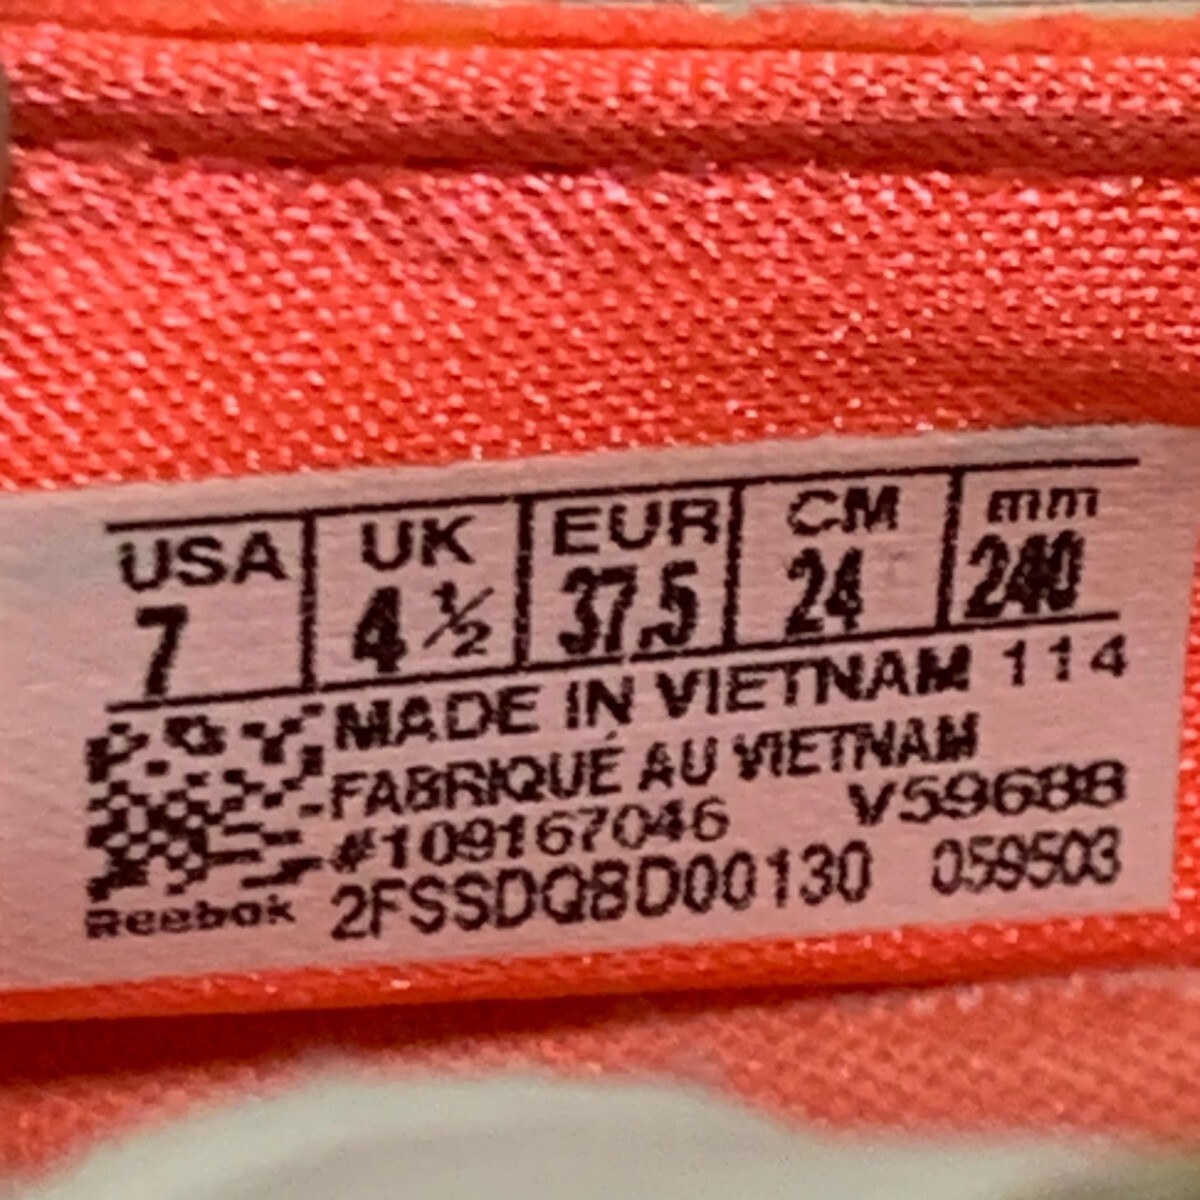 USA UK EUR CM mm
7 4 ½ 37.5 24 240
MADE IN VIETNAM 114
FABRIQUÉ AU VIETNAM
#109167046 V59688
2FSSDQ8D00130 059503
Reebok